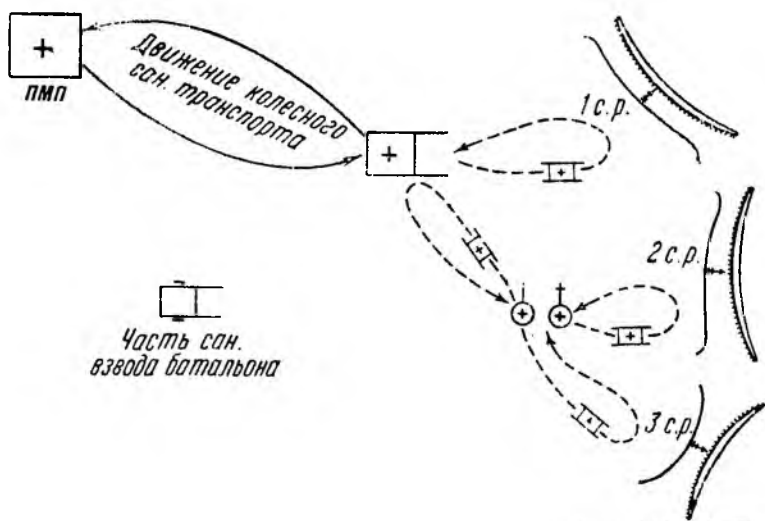 ПМП
Движение колесного
сан. транспорта
1 с.р.
2 с.р.
3 с.р.
Часть сан.
взвода батальона